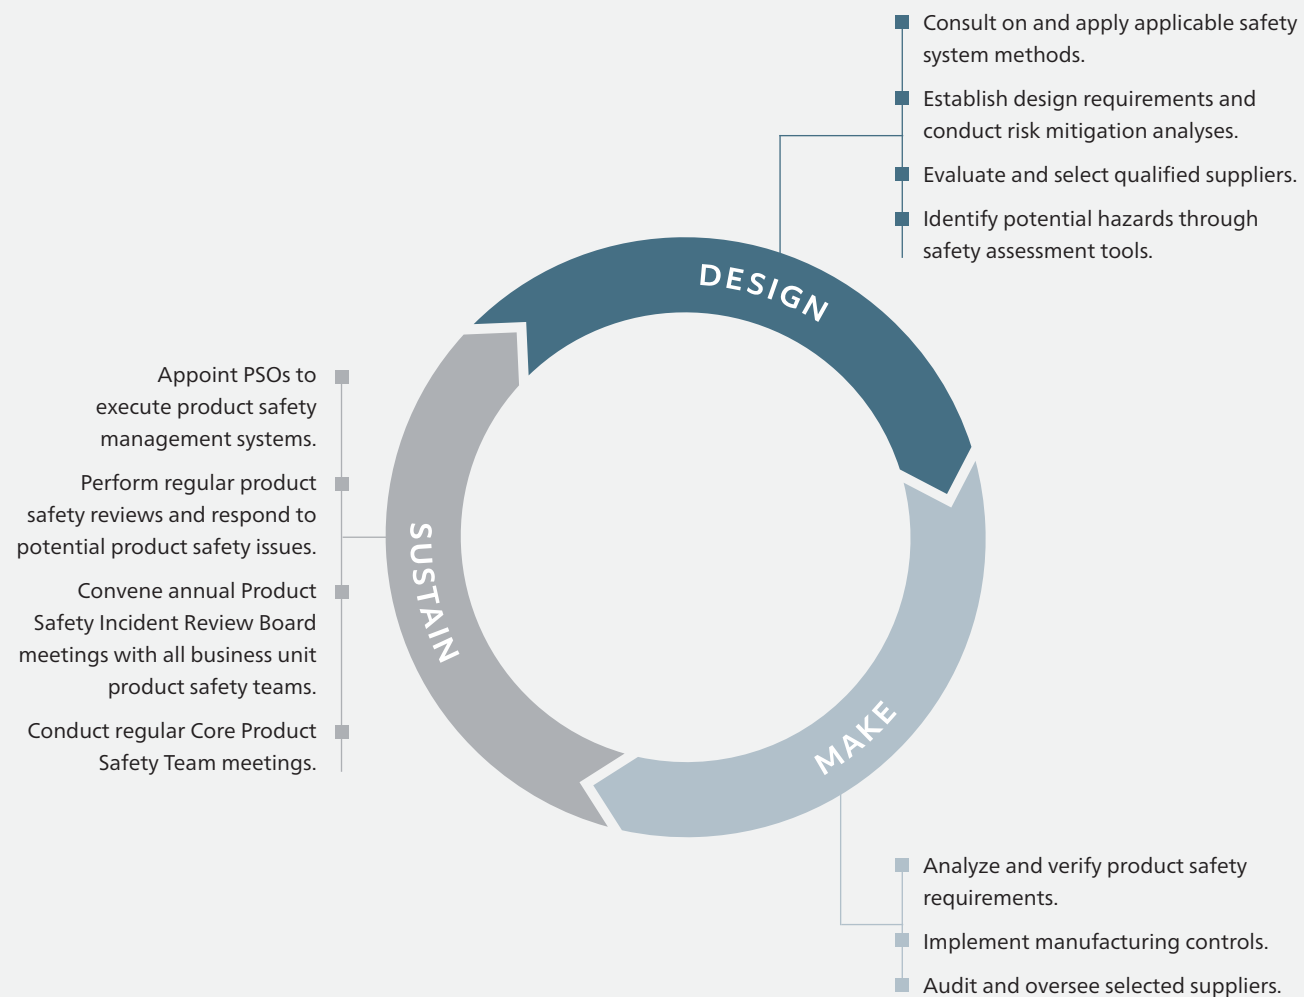 Consult on and apply applicable safety
system methods.
Establish design requirements and
conduct risk mitigation analyses.
Evaluate and select qualified suppliers.
Identify potential hazards through
safety assessment tools.
DESIGN
Appoint PSOs to
execute product safety
management systems.
Perform regular product
safety reviews and respond to
potential product safety issues.
Convene annual Product
Safety Incident Review Board
meetings with all business unit
product safety teams.
Conduct regular Core Product
Safety Team meetings.
SUSTAIN
MAKE
Analyze and verify product safety
requirements.
Implement manufacturing controls.
Audit and oversee selected suppliers.